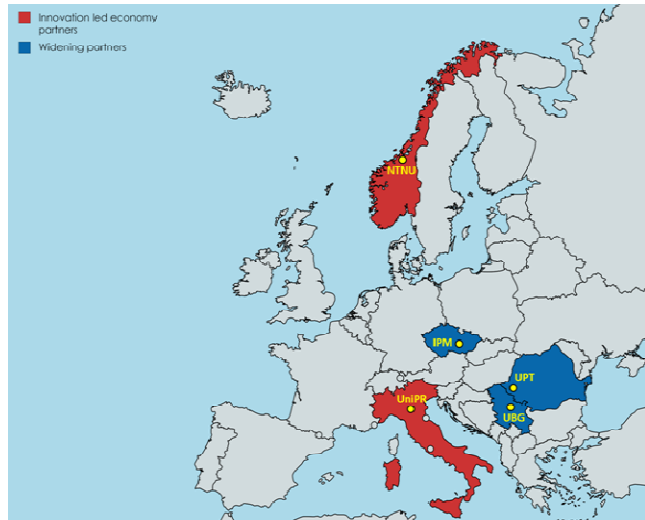 Innovation led economy
partners
Widening partners
NTNU
IPM
UPT
UniPR
UBG